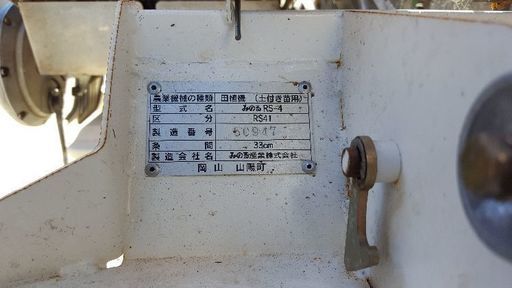 農業機械の種類 田植機 (土付き苗用)
型式名 みのるRS-4
区分 RS41
製造番号 50947
条間 33cm
製造会社名 みのる産業株式会社
岡山 山陽町